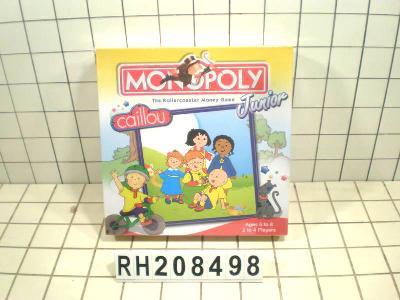 MONOPOLY
The Rollercoaster Money Game
Junior
caillou
Ages 5 to 8
2 to 4 Players
RH208498